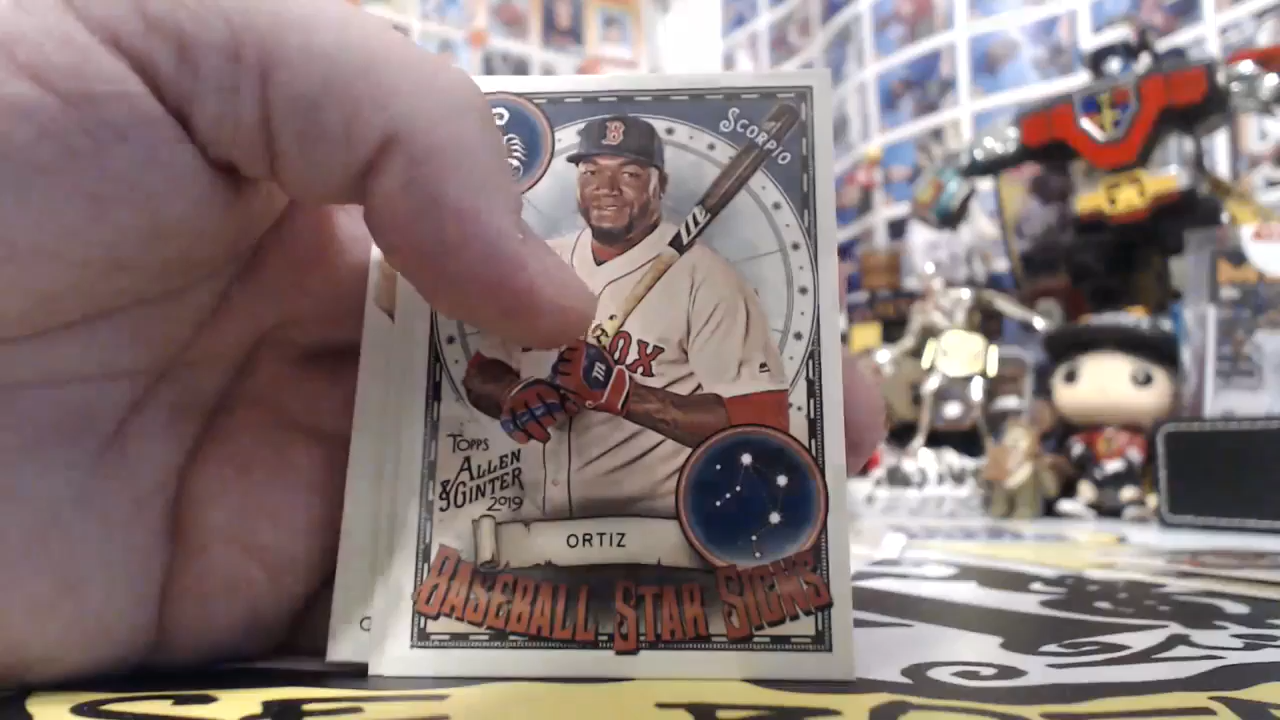 SCORPIO
B
M
OX
m
TOPPS
ALLEN
& GINTER
2019
ORTIZ
BASEBALL STAR SIGNS